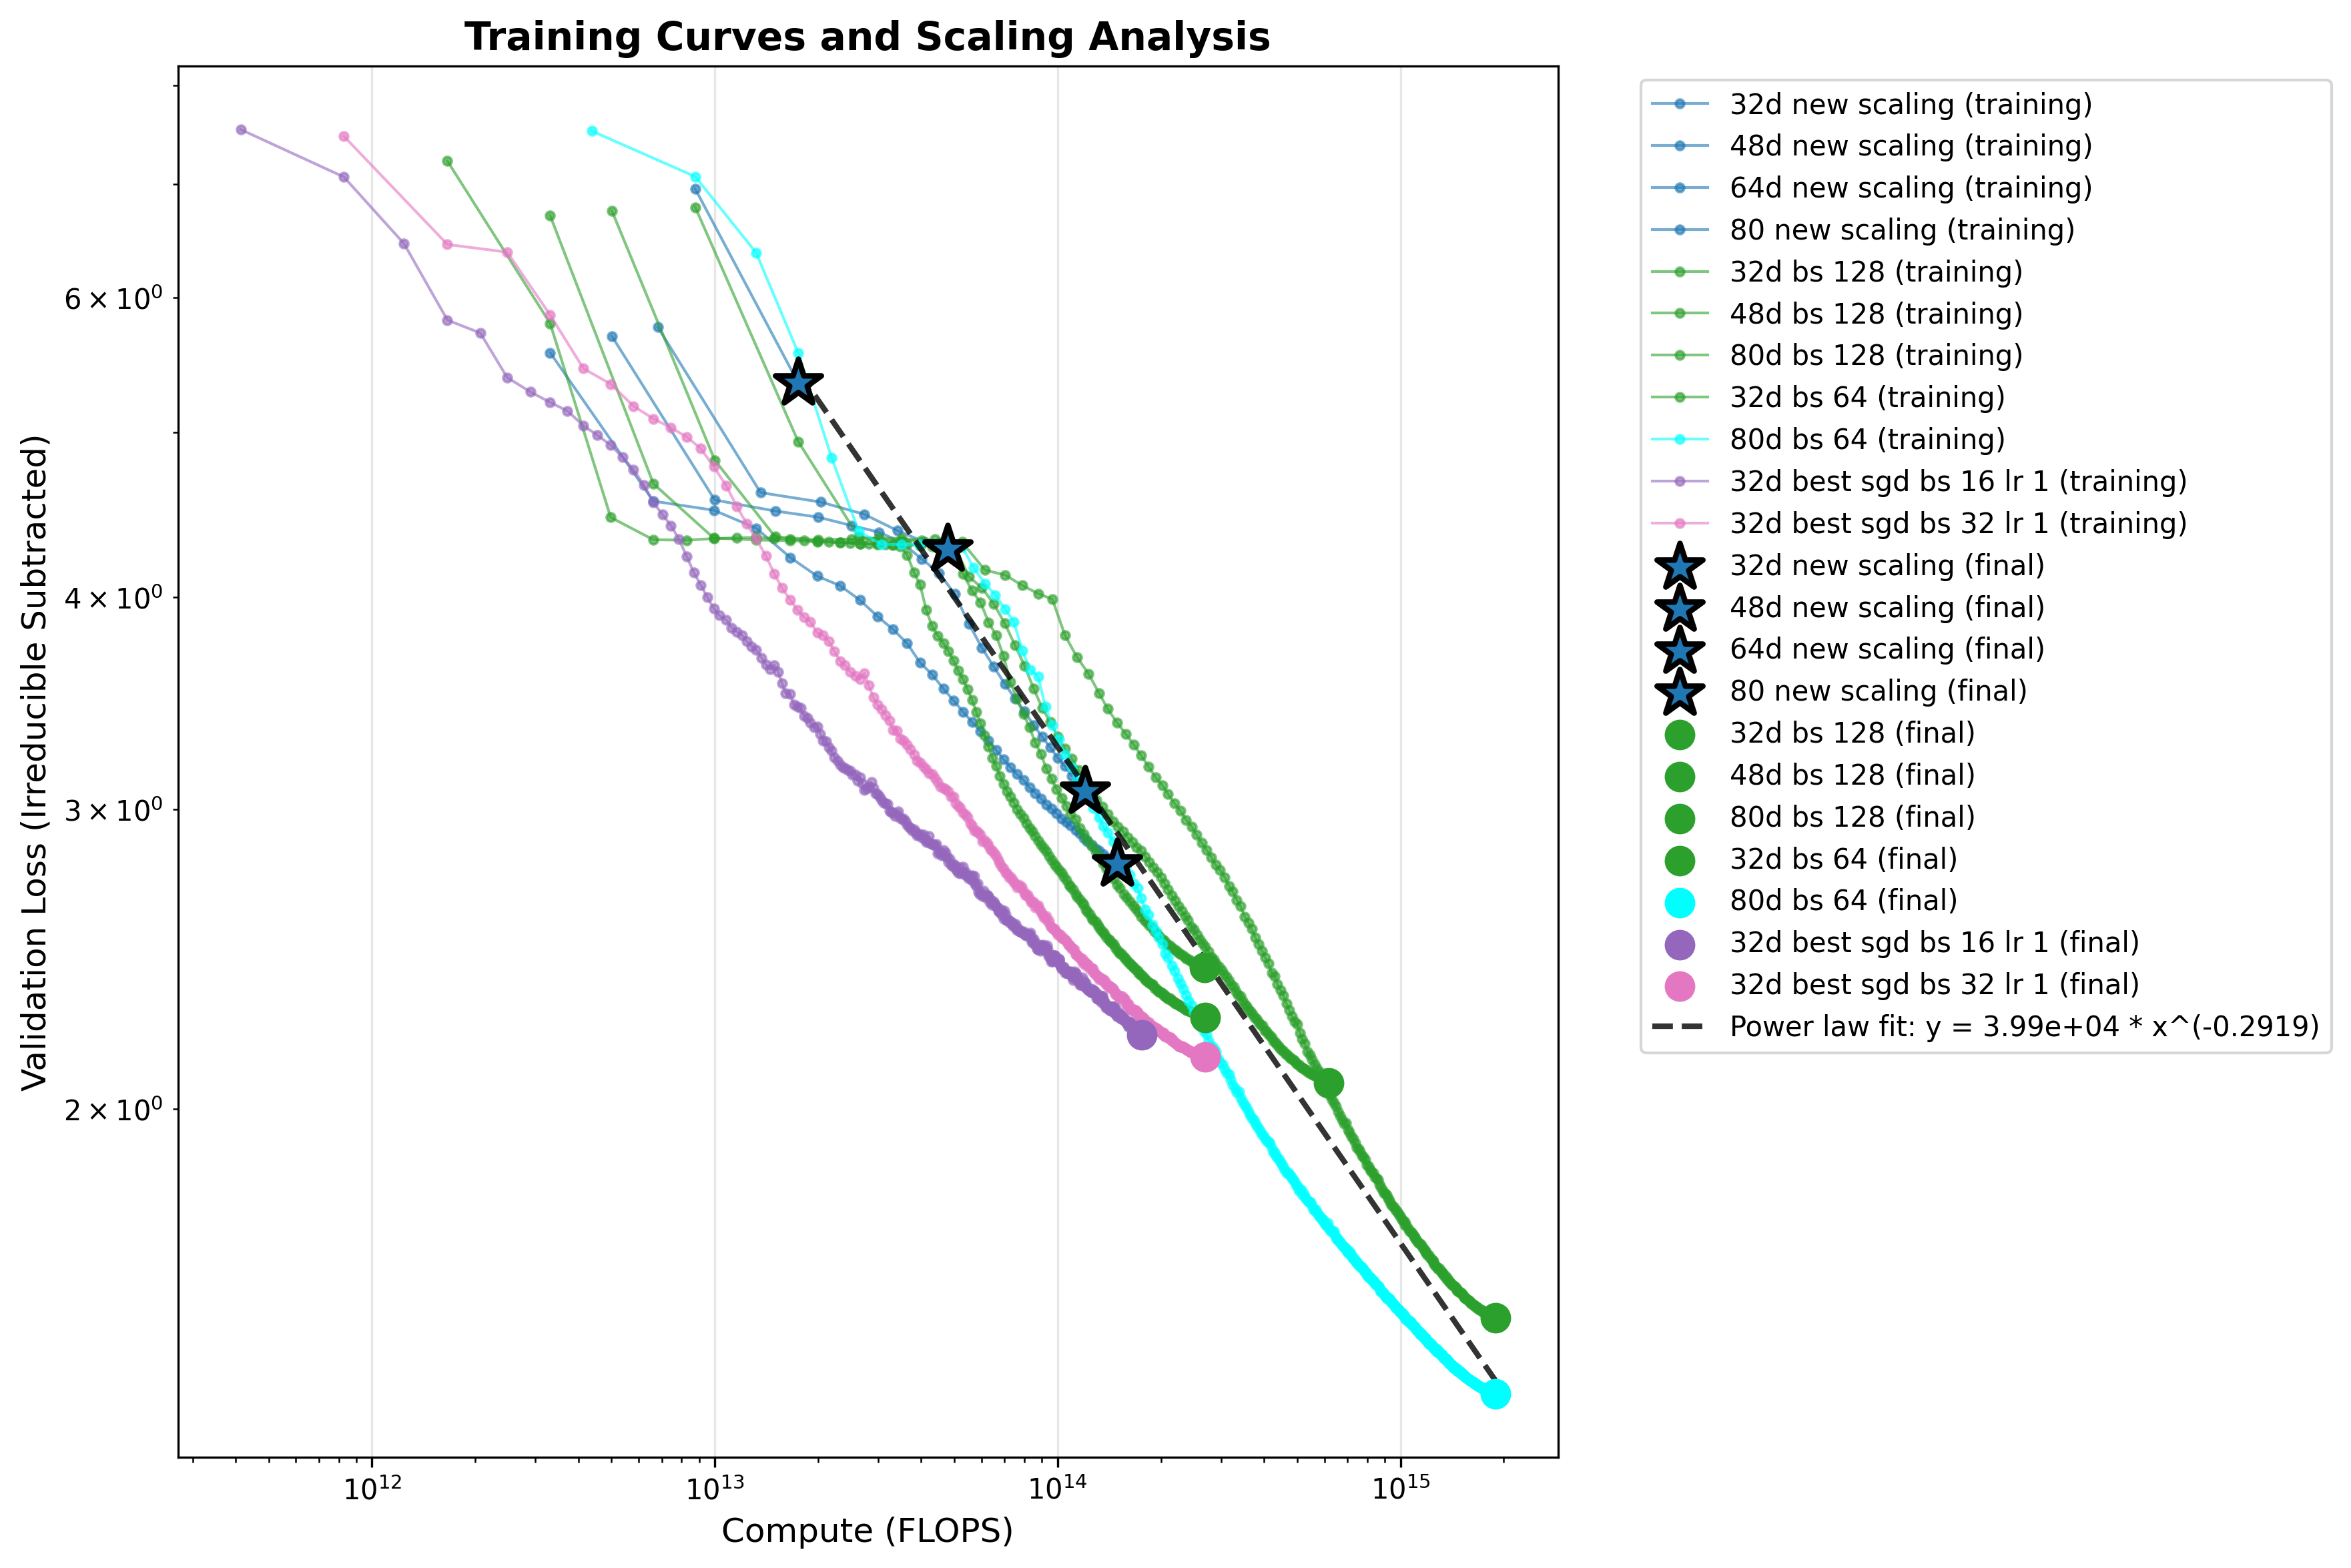 Training Curves and Scaling Analysis
Validation Loss (Irreducible Subtracted)
6 × 10⁰
4 × 10⁰
3 × 10⁰
2 × 10⁰
10¹²
10¹³
10¹⁴
10¹⁵
Compute (FLOPS)
32d new scaling (training)
48d new scaling (training)
64d new scaling (training)
80 new scaling (training)
32d bs 128 (training)
48d bs 128 (training)
80d bs 128 (training)
32d bs 64 (training)
80d bs 64 (training)
32d best sgd bs 16 lr 1 (training)
32d best sgd bs 32 lr 1 (training)
32d new scaling (final)
48d new scaling (final)
64d new scaling (final)
80 new scaling (final)
32d bs 128 (final)
48d bs 128 (final)
80d bs 128 (final)
32d bs 64 (final)
80d bs 64 (final)
32d best sgd bs 16 lr 1 (final)
32d best sgd bs 32 lr 1 (final)
Power law fit: y = 3.99e+04 * x^(-0.2919)